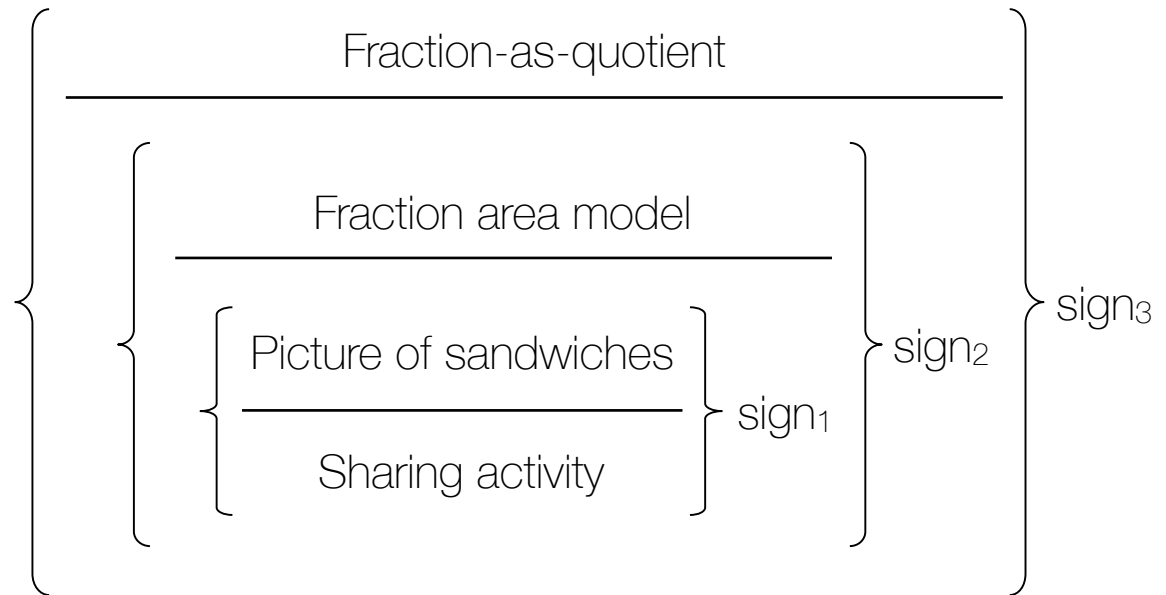 Fraction-as-quotient
Fraction area model
Picture of sandwiches
Sharing activity
sign₁
sign₂
sign₃